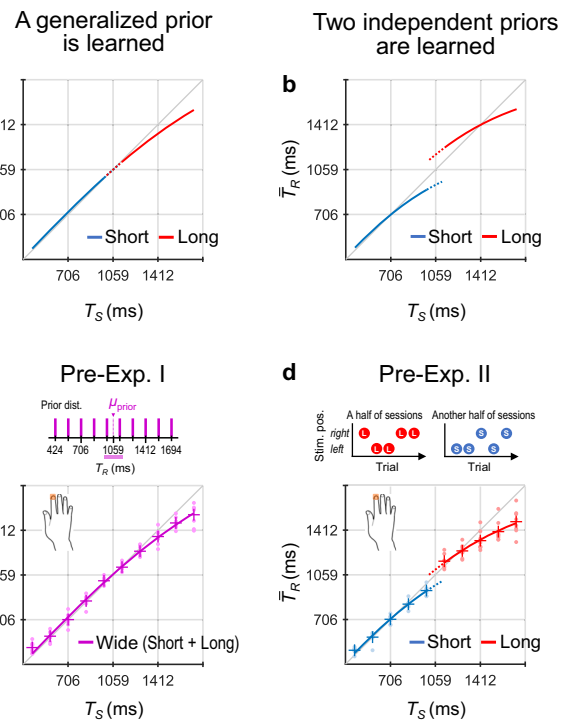 A generalized prior
is learned
Two independent priors
are learned
12
59
06
Short Long
706 1059 1412
T_S (ms)
b
T̄_R (ms)
1412
1059
706
Short Long
706 1059 1412
T_S (ms)
Pre-Exp. I
Prior dist.
μprior
424 706 1059 1412 1694
T_R (ms)
12
59
06
Wide (Short + Long)
706 1059 1412
T_S (ms)
d
Pre-Exp. II
Stim. pos.
A half of sessions
Another half of sessions
right
left
L L L L L
S S S S S
Trial
Trial
T̄_R (ms)
1412
1059
706
Short Long
706 1059 1412
T_S (ms)